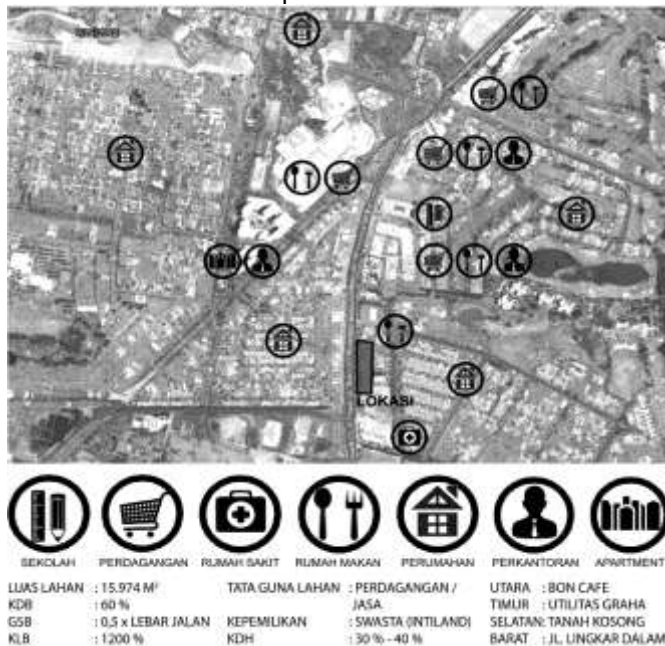 LOKASI
SEKOLAH PERDAGANGAN RUMAH SAKIT RUMAH MAKAN PERUMAHAN PERKANTORAN APARTMENT
LUAS LAHAN : 15.974 M² TATA GUNA LAHAN : PERDAGANGAN / UTARA : BON CAFE
KDB : 60 % JASA TIMUR : UTILITAS GRAHA
GSB : 0,5 x LEBAR JALAN KEPEMILIKAN : SWASTA (INTILAND) SELATAN: TANAH KOSONG
KLB : 1200 % KDH : 30 % - 40 % BARAT : JL. LINGKAR DALAM